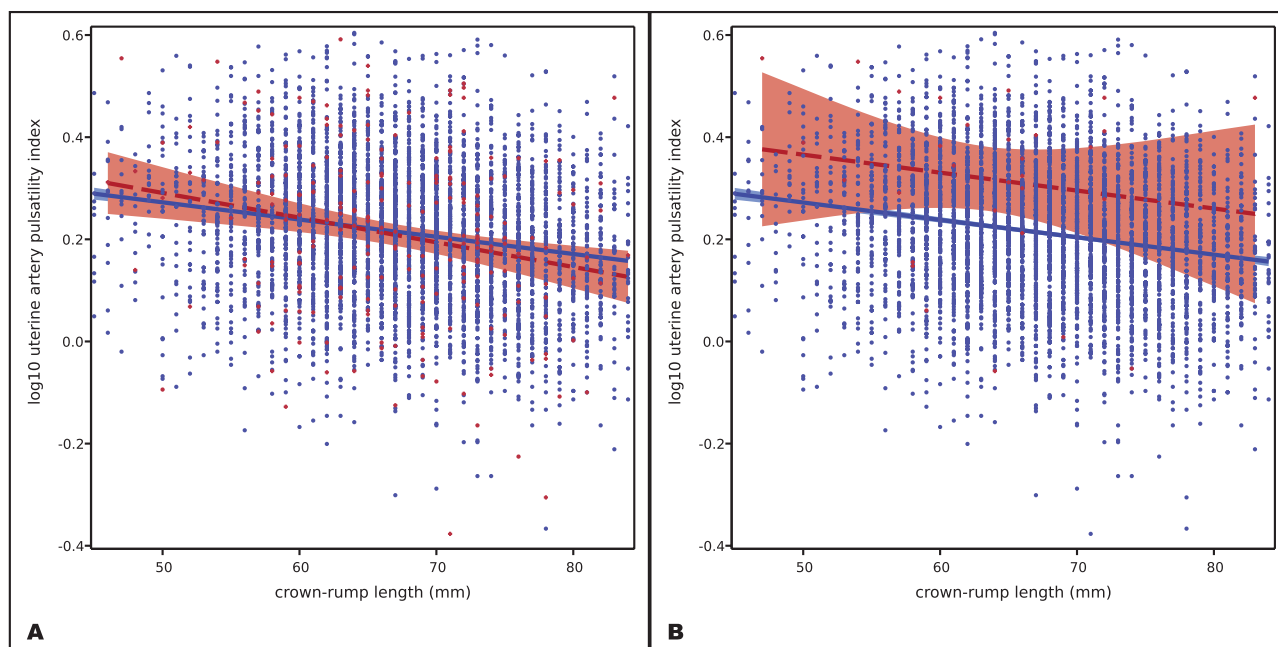 0.6
0.4
0.2
0.0
-0.2
-0.4
log10 uterine artery pulsatility index
50 60 70 80
crown-rump length (mm)
A
0.6
0.4
0.2
0.0
-0.2
-0.4
log10 uterine artery pulsatility index
50 60 70 80
crown-rump length (mm)
B